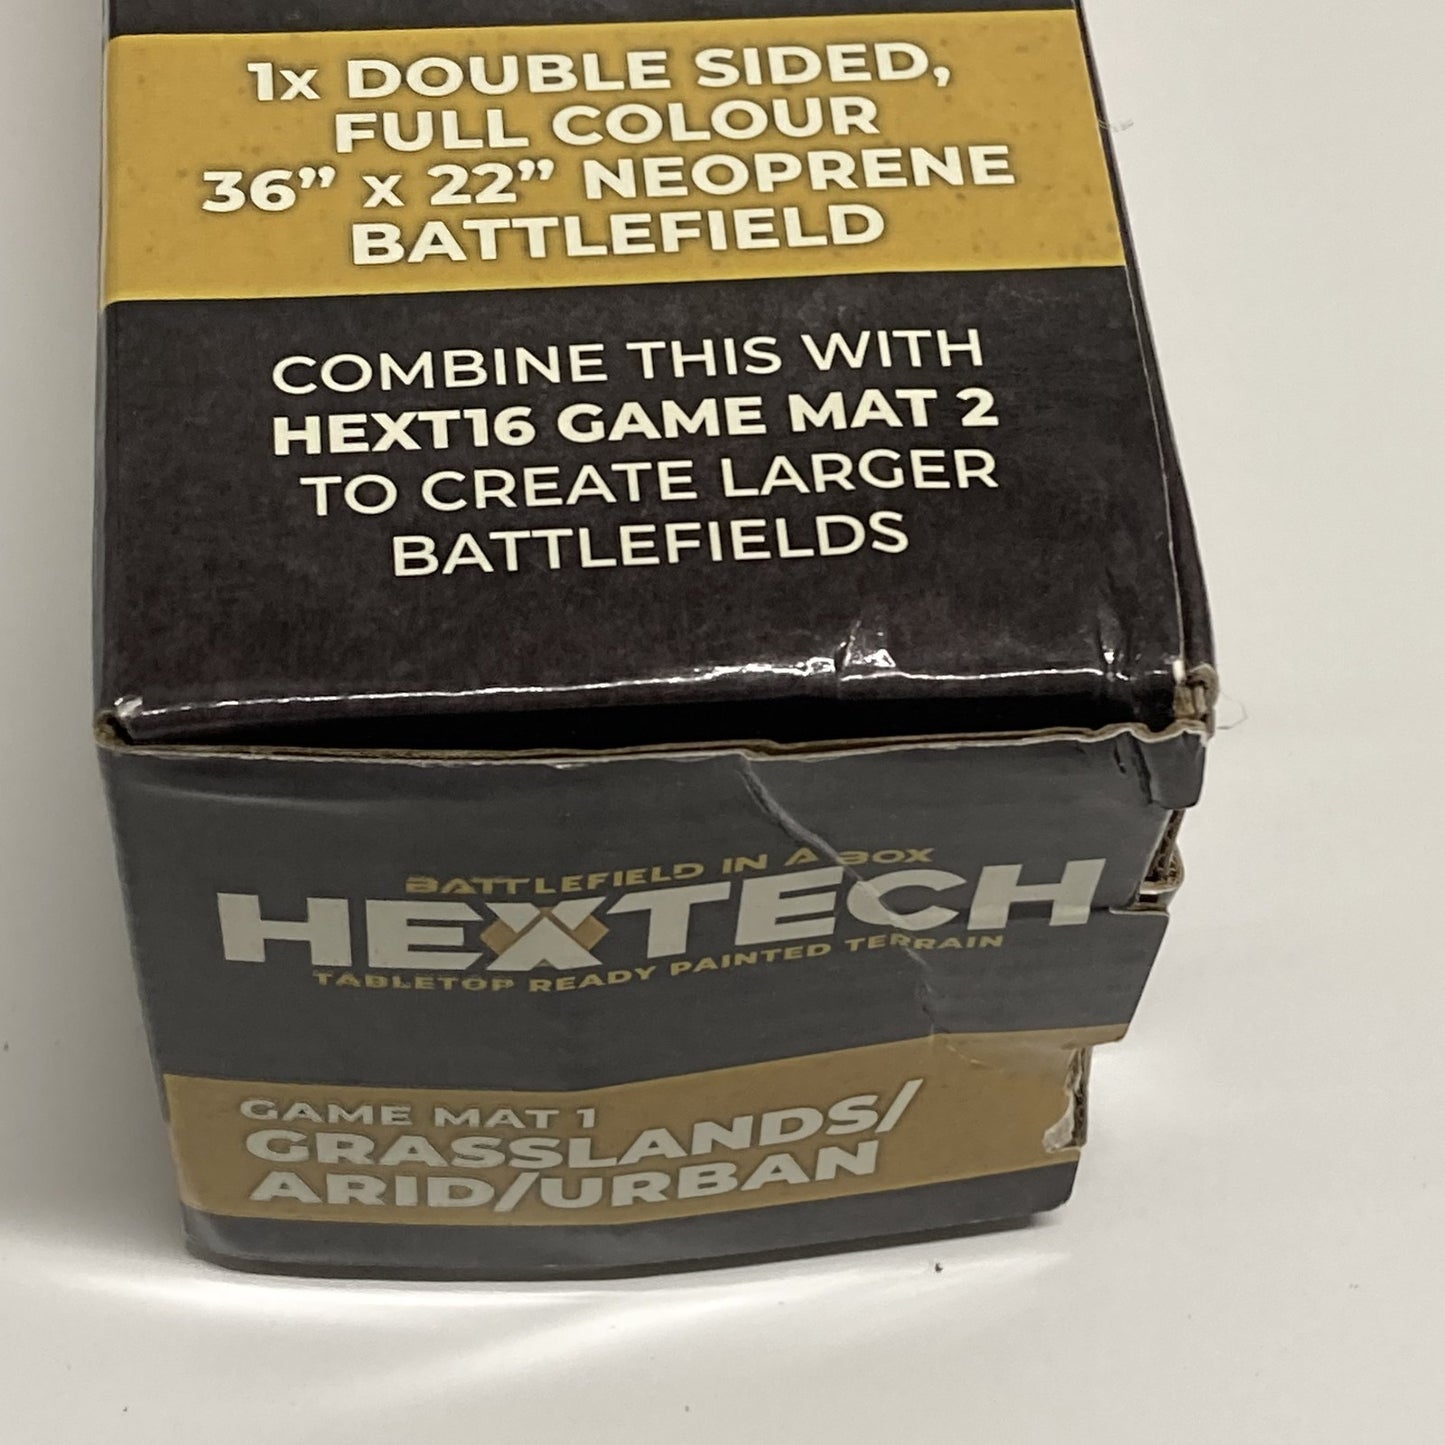 1x DOUBLE SIDED,
FULL COLOUR
36” x 22” NEOPRENE
BATTLEFIELD
COMBINE THIS WITH
HEXT16 GAME MAT 2
TO CREATE LARGER
BATTLEFIELDS
BATTLEFIELD IN A BOX
HEXTECH
TABLETOP READY PAINTED TERRAIN
GAME MAT 1
GRASSLANDS/
ARID/URBAN